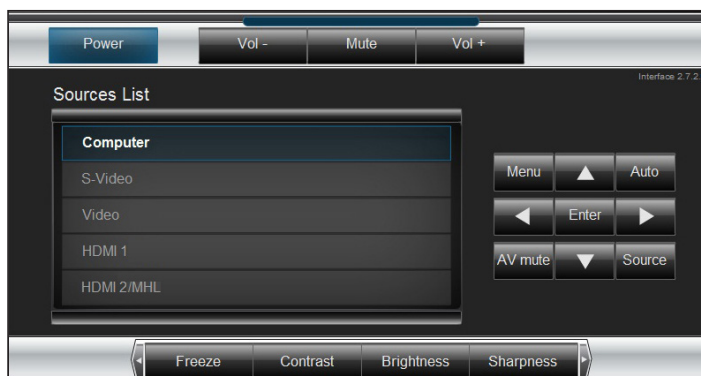 Power Vol - Mute Vol +
Interface 2.7.2.
Sources List
Computer
S-Video
Video
HDMI 1
HDMI 2/MHL
Menu Auto
Enter
AV mute Source
Freeze Contrast Brightness Sharpness